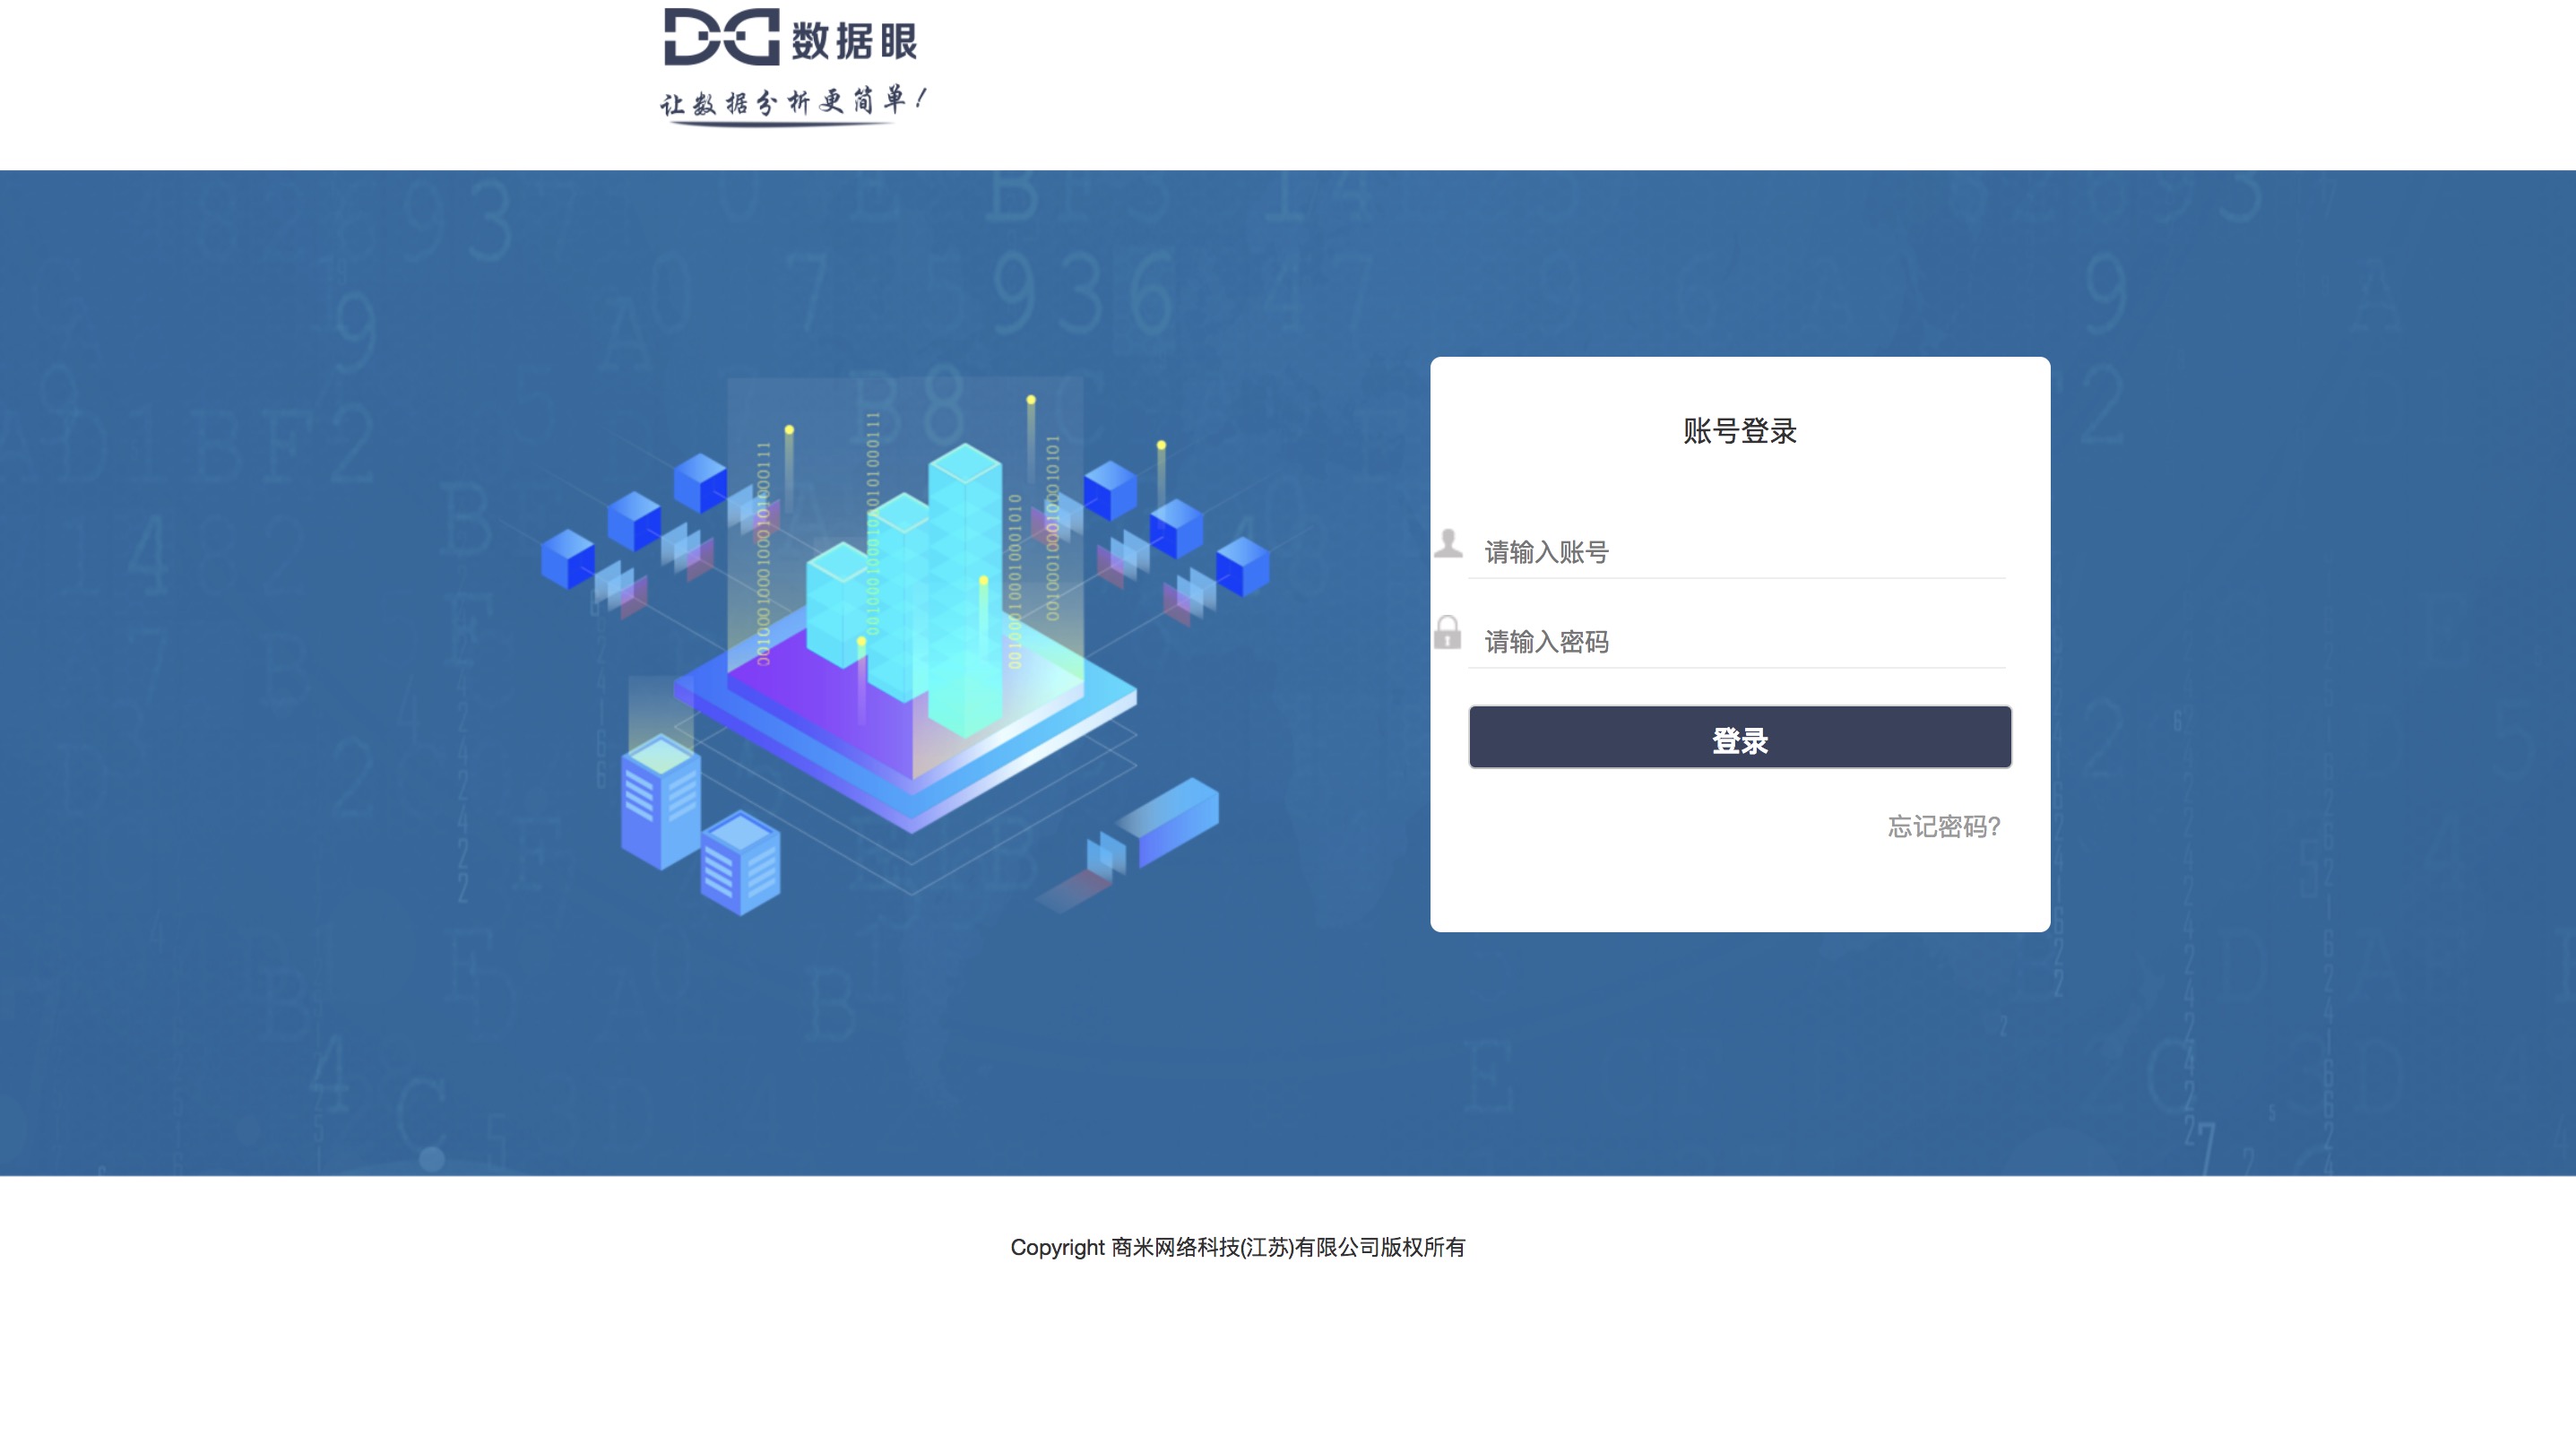 数据眼
让数据分析更简单!
账号登录
请输入账号
请输入密码
登录
忘记密码?
Copyright 商米网络科技(江苏)有限公司版权所有